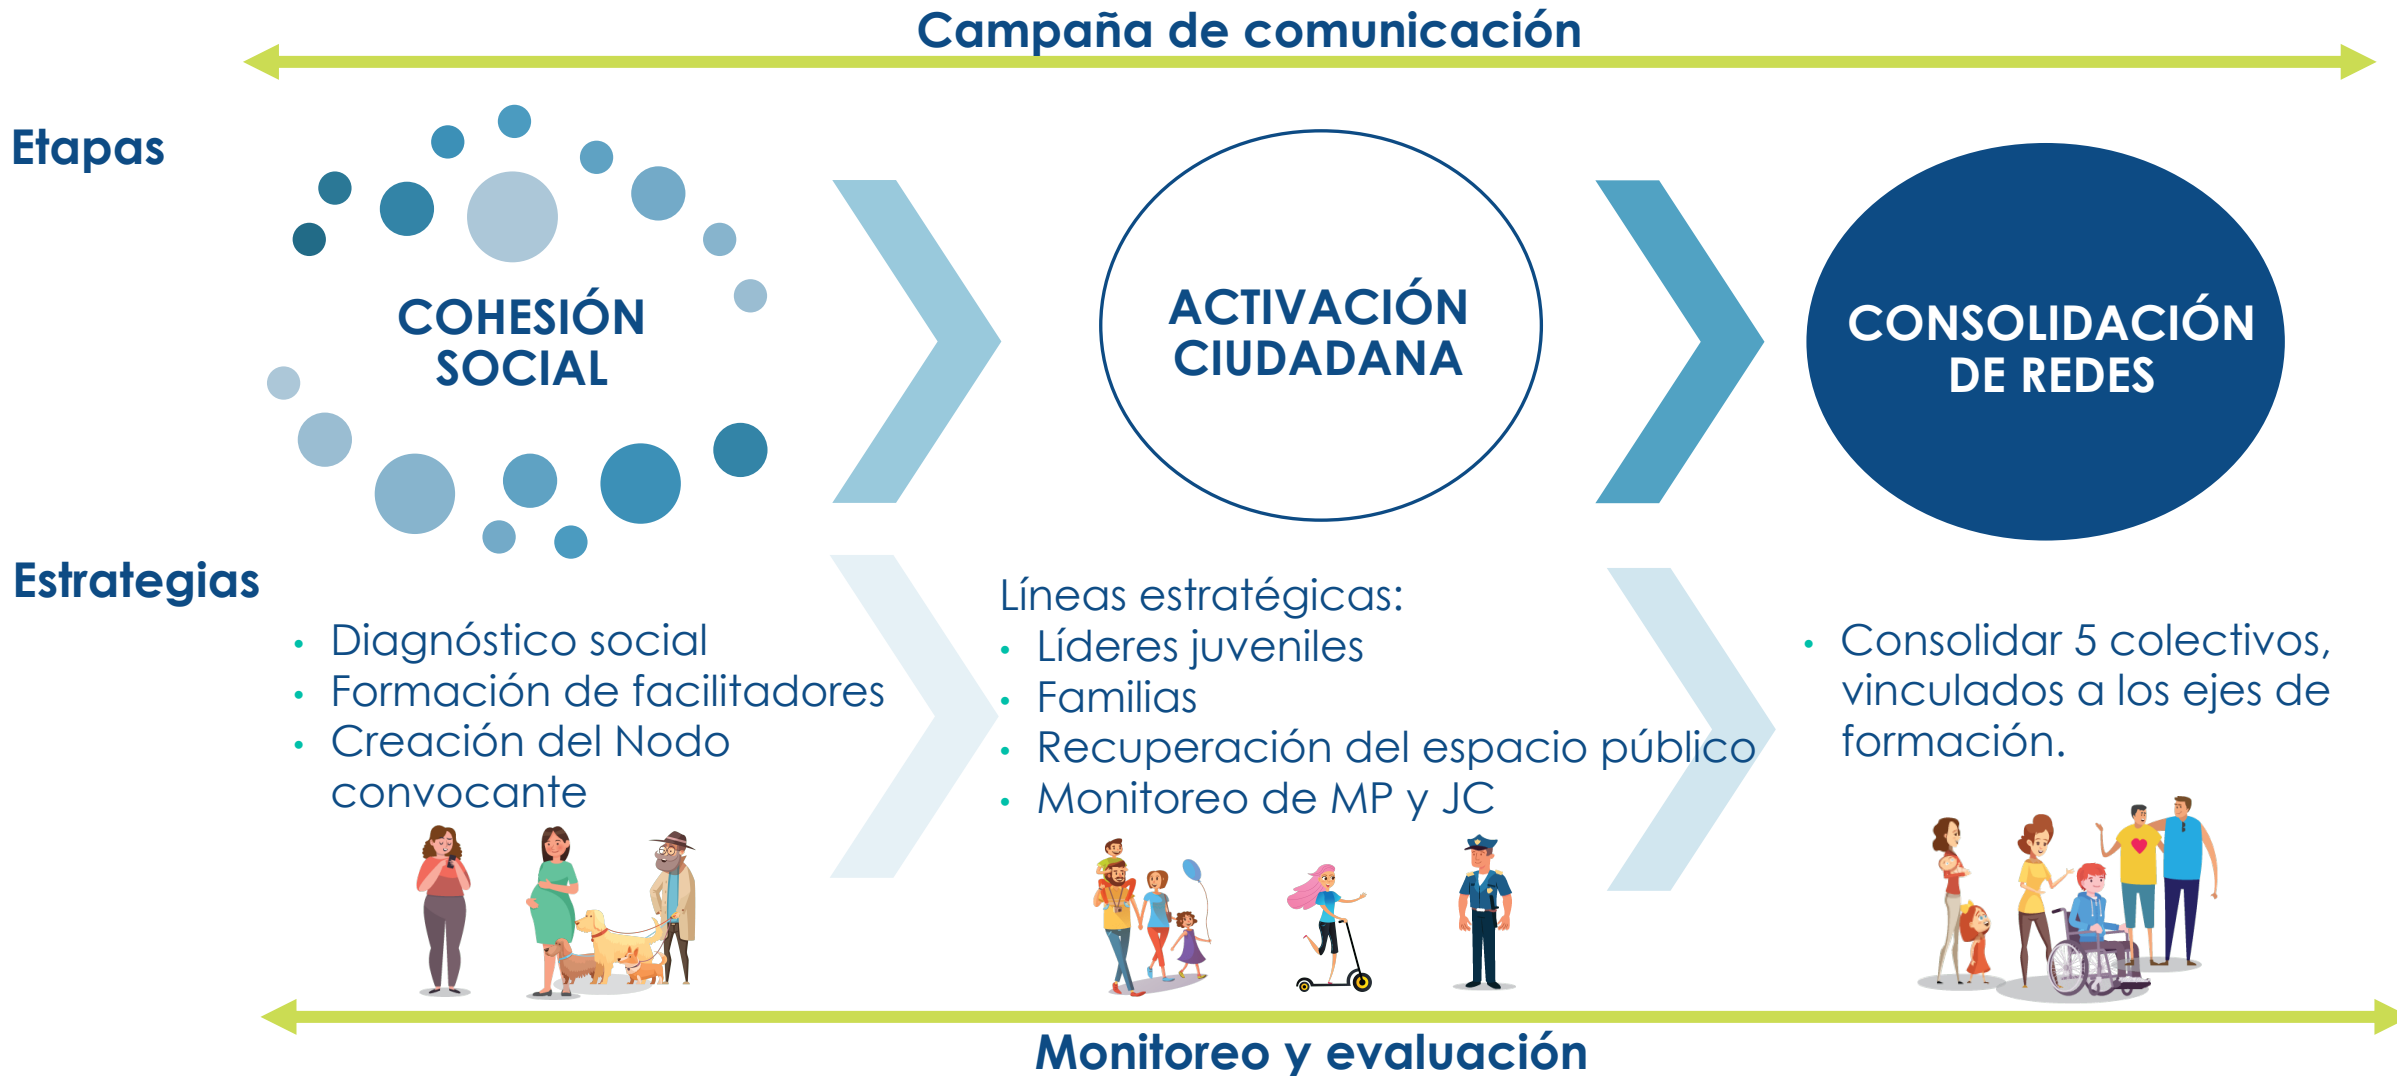 Campaña de comunicación
Etapas
COHESIÓN
SOCIAL
ACTIVACIÓN
CIUDADANA
CONSOLIDACIÓN
DE REDES
Estrategias
• Diagnóstico social
• Formación de facilitadores
• Creación del Nodo
convocante
Líneas estratégicas:
• Líderes juveniles
• Familias
• Recuperación del espacio público
• Monitoreo de MP y JC
• Consolidar 5 colectivos,
vinculados a los ejes de
formación.
Monitoreo y evaluación